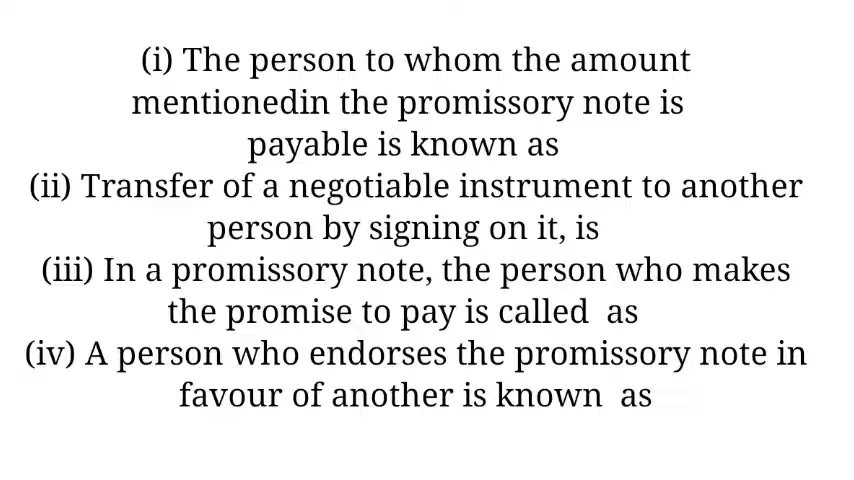 (i) The person to whom the amount
mentionedin the promissory note is
payable is known as
(ii) Transfer of a negotiable instrument to another
person by signing on it, is
(iii) In a promissory note, the person who makes
the promise to pay is called  as
(iv) A person who endorses the promissory note in
favour of another is known  as